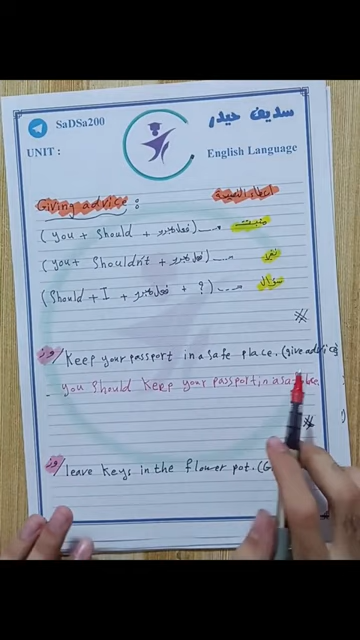 SaDSa200
سديف حيدر
UNIT :
English Language
Giving advice :
اعطاء النصيحة
(you + Should + فعل مجرد) مثبت
(you + Shouldn't + فعل مجرد) نفي
(Should + I + فعل مجرد + ?) سؤال
Keep your passport in a safe place. (give advice)
you Should Keep your passport in a safe place.
leave keys in the flower pot. (G